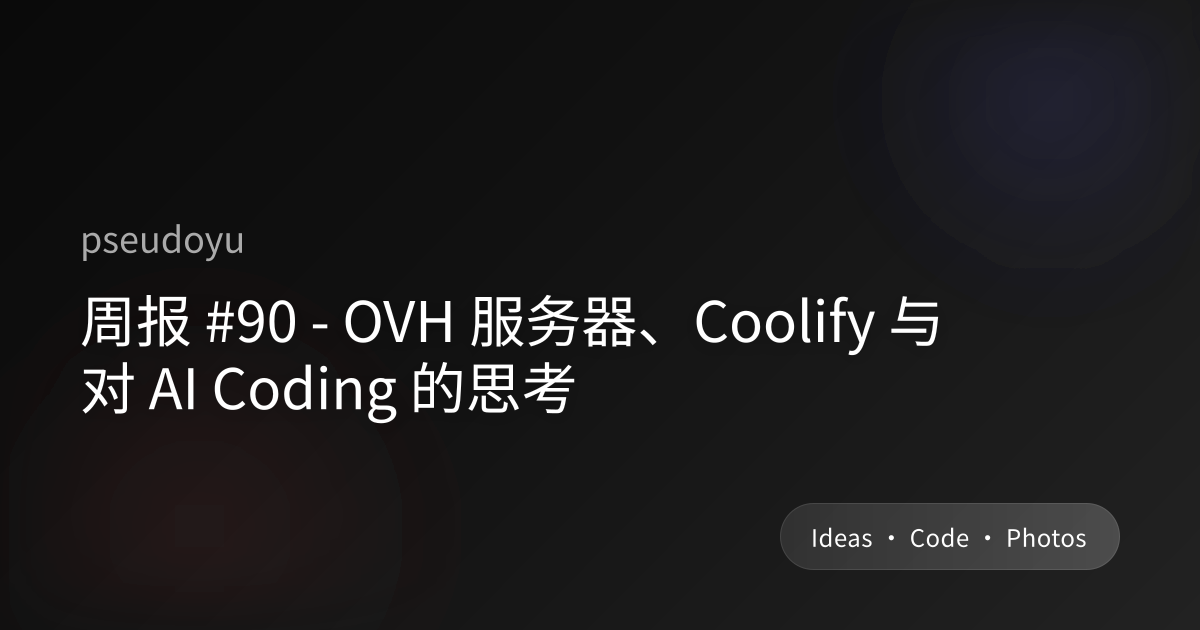 pseudoyu
周报 #90 - OVH 服务器、Coolify 与
对 AI Coding 的思考
Ideas • Code • Photos